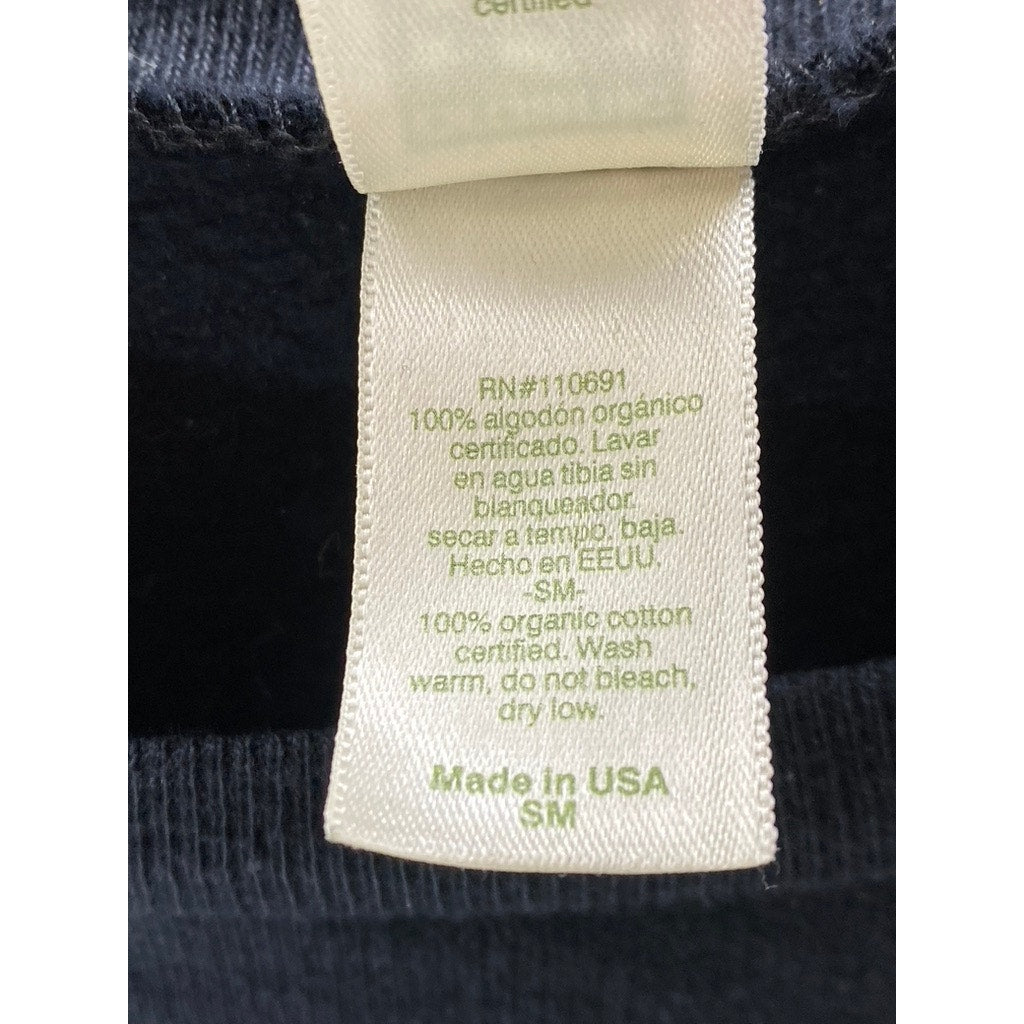 certified
RN#110691
100% algodón orgánico
certificado. Lavar
en agua tibia sin
blanqueador.
secar a tempo. baja.
Hecho en EEUU.
-SM-
100% organic cotton
certified. Wash
warm, do not bleach,
dry low.
Made in USA
SM